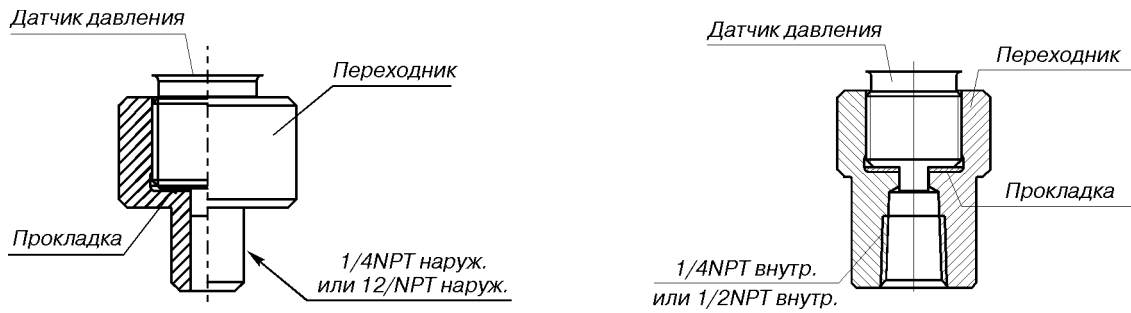 Датчик давления
Переходник
Прокладка
1/4NPT наруж.
или 12/NPT наруж.
Датчик давления
Переходник
Прокладка
1/4NPT внутр.
или 1/2NPT внутр.